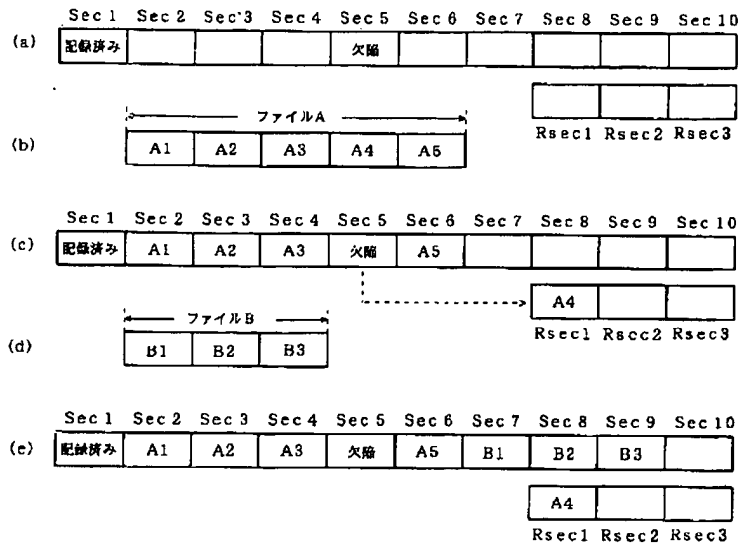 Sec 1 Sec 2 Sec 3 Sec 4 Sec 5 Sec 6 Sec 7 Sec 8 Sec 9 Sec 10
(a) 記録済み 欠陥
Rsec1 Rsec2 Rsec3
ファイルA
(b) A1 A2 A3 A4 A5
Sec 1 Sec 2 Sec 3 Sec 4 Sec 5 Sec 6 Sec 7 Sec 8 Sec 9 Sec 10
(c) 記録済み A1 A2 A3 欠陥 A5
A4
Rsec1 Rsec2 Rsec3
ファイルB
(d) B1 B2 B3
Sec 1 Sec 2 Sec 3 Sec 4 Sec 5 Sec 6 Sec 7 Sec 8 Sec 9 Sec 10
(e) 記録済み A1 A2 A3 欠陥 A5 B1 B2 B3
A4
Rsec1 Rsec2 Rsec3